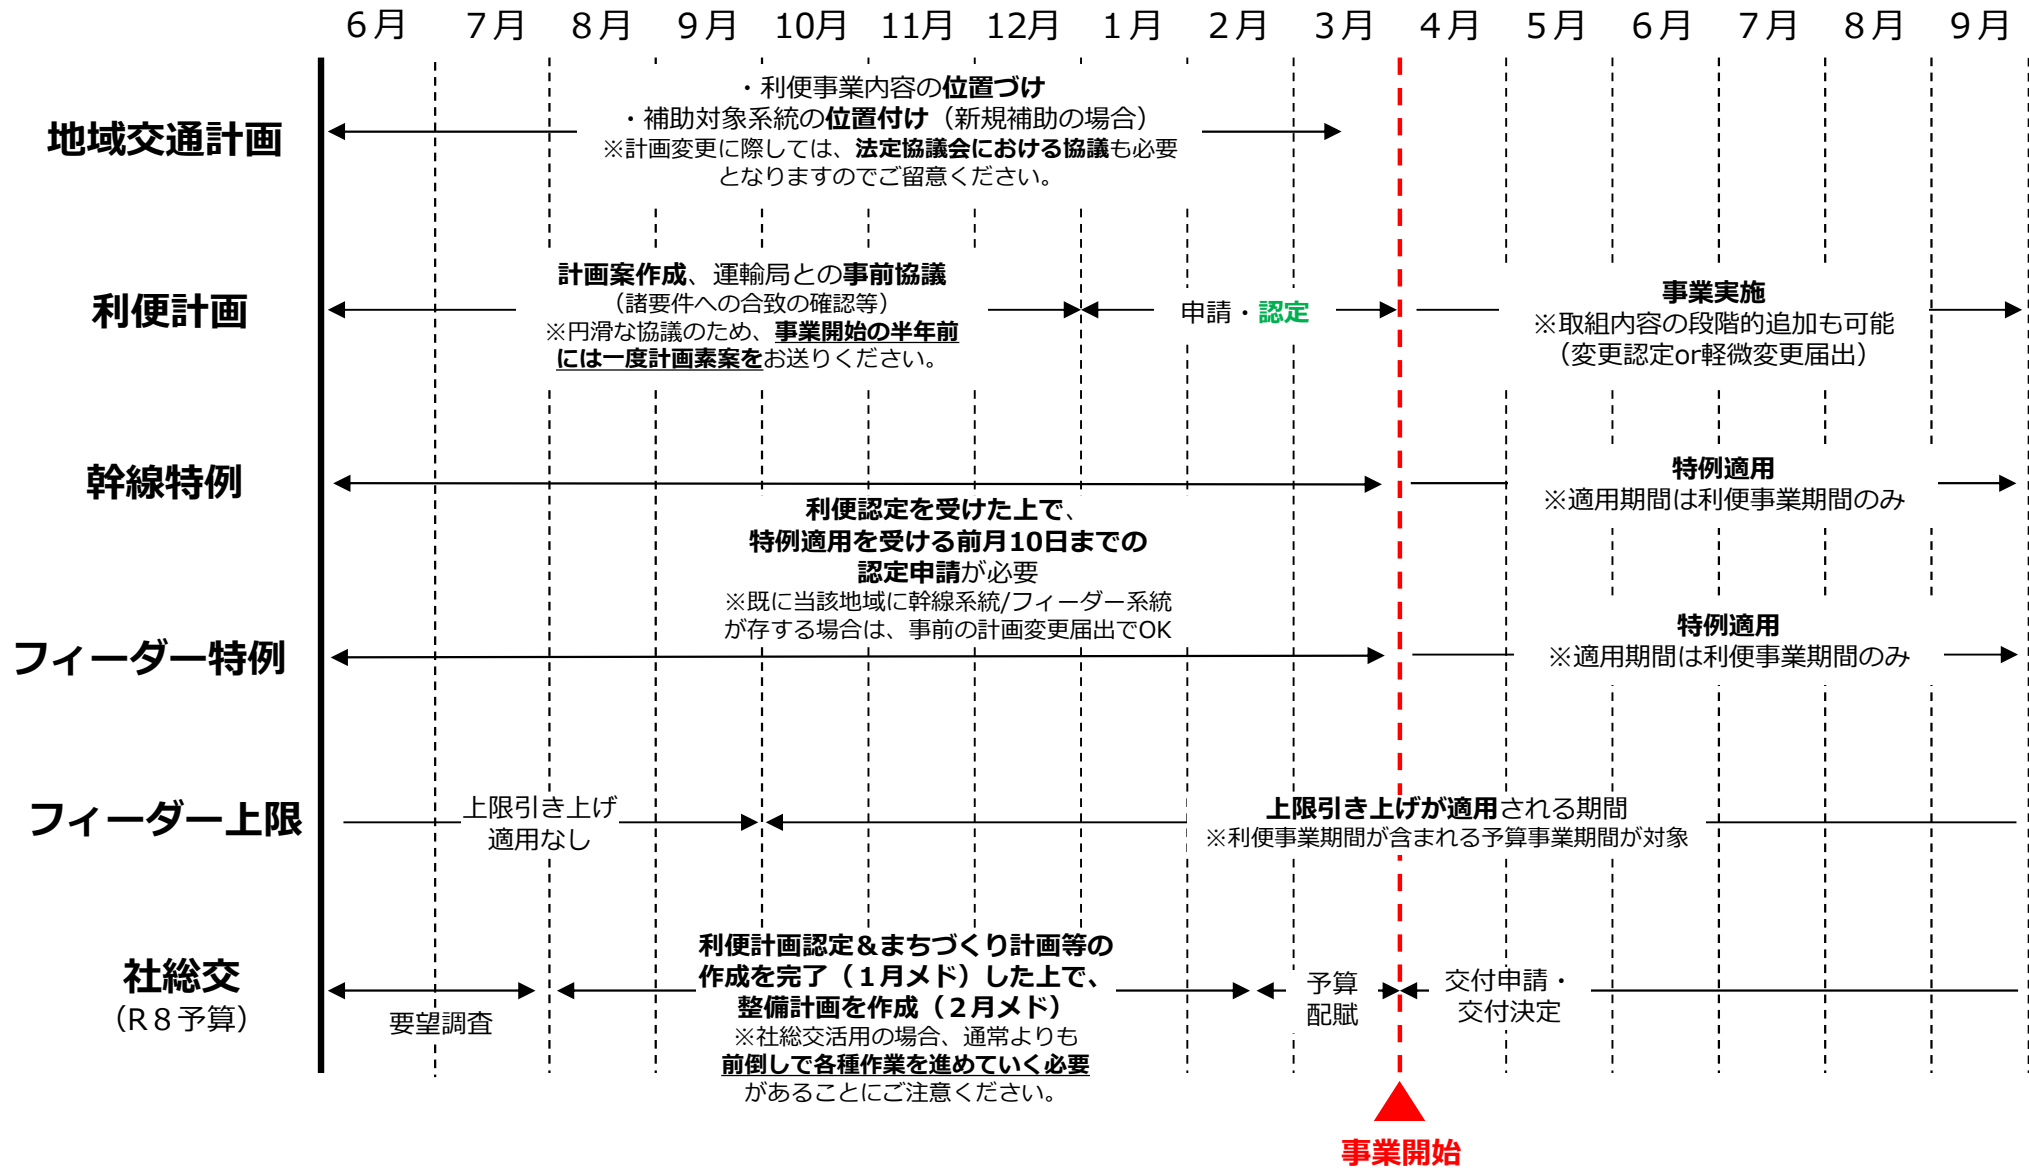 ６月 ７月 ８月 ９月 10月 11月 12月 １月 ２月 ３月 ４月 ５月 ６月 ７月 ８月 ９月
地域交通計画
・利便事業内容の位置づけ
・補助対象系統の位置付け（新規補助の場合）
※計画変更に際しては、法定協議会における協議も必要
となりますのでご留意ください。
利便計画
計画案作成、運輸局との事前協議
（諸要件への合致の確認等）
※円滑な協議のため、事業開始の半年前
には一度計画素案をお送りください。
申請・認定
事業実施
※取組内容の段階的追加も可能
（変更認定or軽微変更届出）
幹線特例
特例適用
※適用期間は利便事業期間のみ
利便認定を受けた上で、
特例適用を受ける前月10日までの
認定申請が必要
※既に当該地域に幹線系統/フィーダー系統
が存する場合は、事前の計画変更届出でOK
フィーダー特例
特例適用
※適用期間は利便事業期間のみ
フィーダー上限
上限引き上げ
適用なし
上限引き上げが適用される期間
※利便事業期間が含まれる予算事業期間が対象
社総交
（R８予算）
要望調査
利便計画認定＆まちづくり計画等の
作成を完了（１月メド）した上で、
整備計画を作成（２月メド）
※社総交活用の場合、通常よりも
前倒しで各種作業を進めていく必要
があることにご注意ください。
予算
配賦
交付申請・
交付決定
事業開始